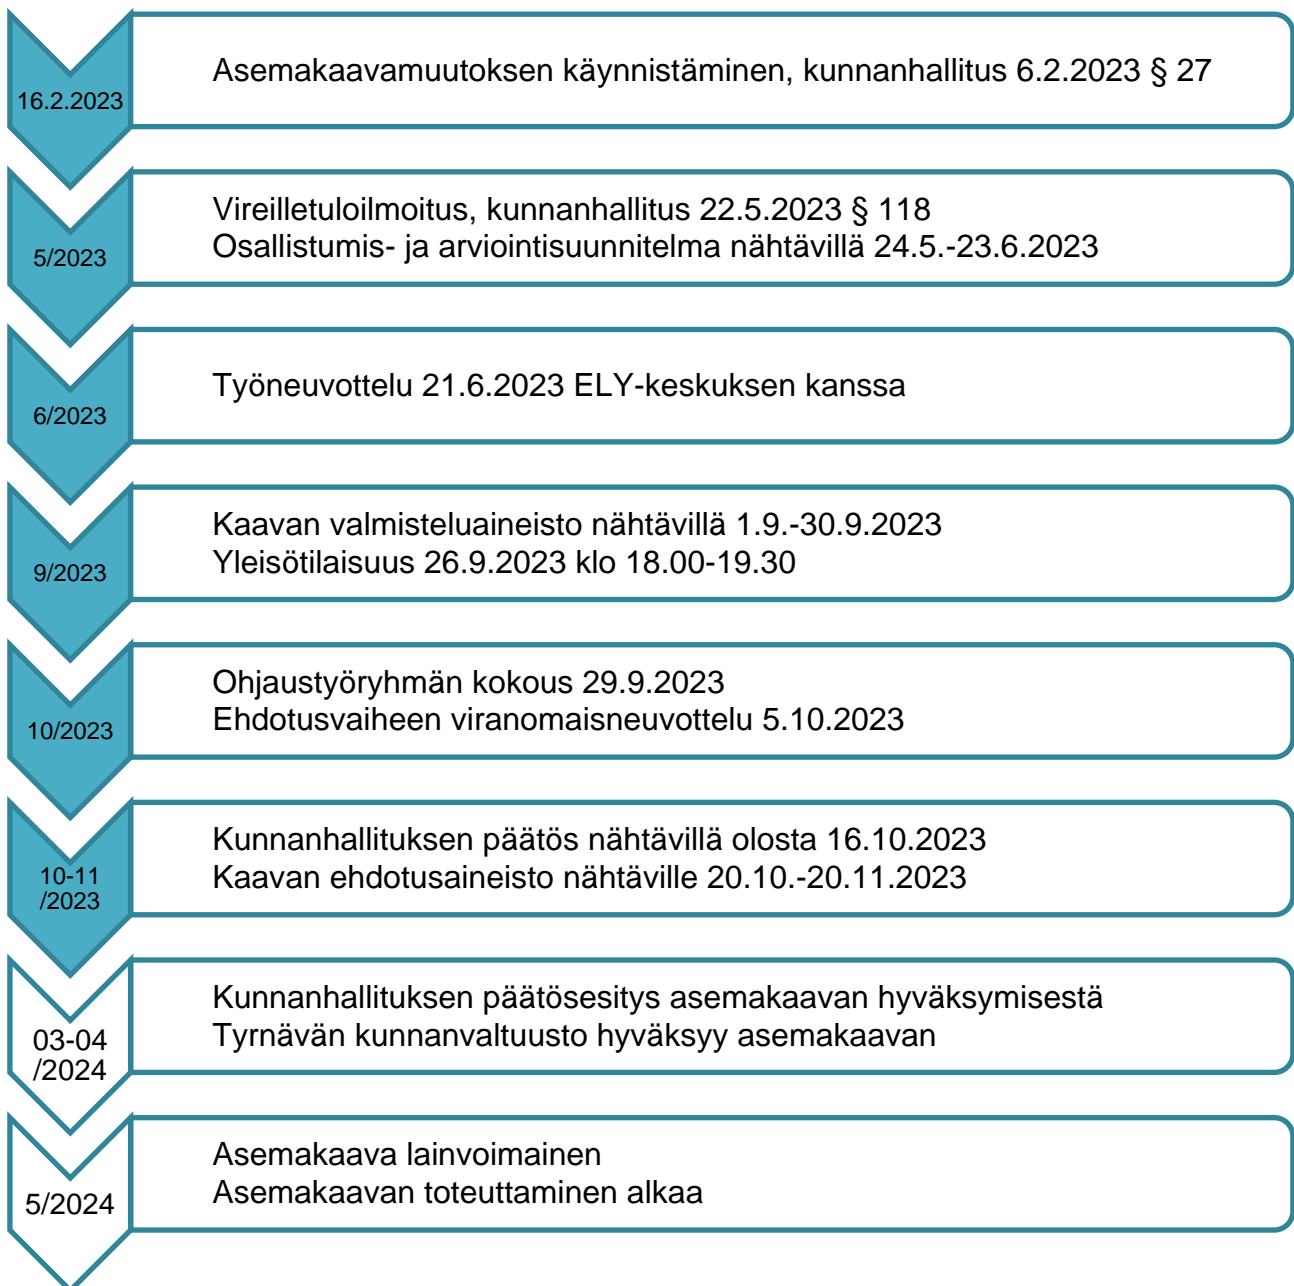 16.2.2023
Asemakaavamuutoksen käynnistäminen, kunnanhallitus 6.2.2023 § 27
5/2023
Vireilletuloilmoitus, kunnanhallitus 22.5.2023 § 118
Osallistumis- ja arviointisuunnitelma nähtävillä 24.5.-23.6.2023
6/2023
Työneuvottelu 21.6.2023 ELY-keskuksen kanssa
9/2023
Kaavan valmisteluaineisto nähtävillä 1.9.-30.9.2023
Yleisötilaisuus 26.9.2023 klo 18.00-19.30
10/2023
Ohjaustyöryhmän kokous 29.9.2023
Ehdotusvaiheen viranomaisneuvottelu 5.10.2023
10-11
/2023
Kunnanhallituksen päätös nähtävillä olosta 16.10.2023
Kaavan ehdotusaineisto nähtäville 20.10.-20.11.2023
03-04
/2024
Kunnanhallituksen päätösesitys asemakaavan hyväksymisestä
Tyrnävän kunnanvaltuusto hyväksyy asemakaavan
5/2024
Asemakaava lainvoimainen
Asemakaavan toteuttaminen alkaa